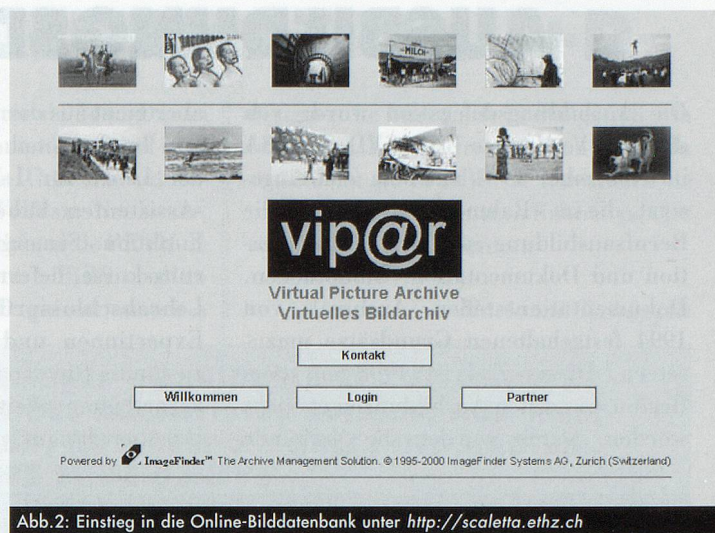 MILCH
vip@r
Virtual Picture Archive
Virtuelles Bildarchiv
Kontakt
Willkommen Login Partner
Powered by ImageFinder™ The Archive Management Solution. © 1995-2000 ImageFinder Systems AG, Zurich (Switzerland)
Abb.2: Einstieg in die Online-Bilddatenbank unter http://scaletta.ethz.ch